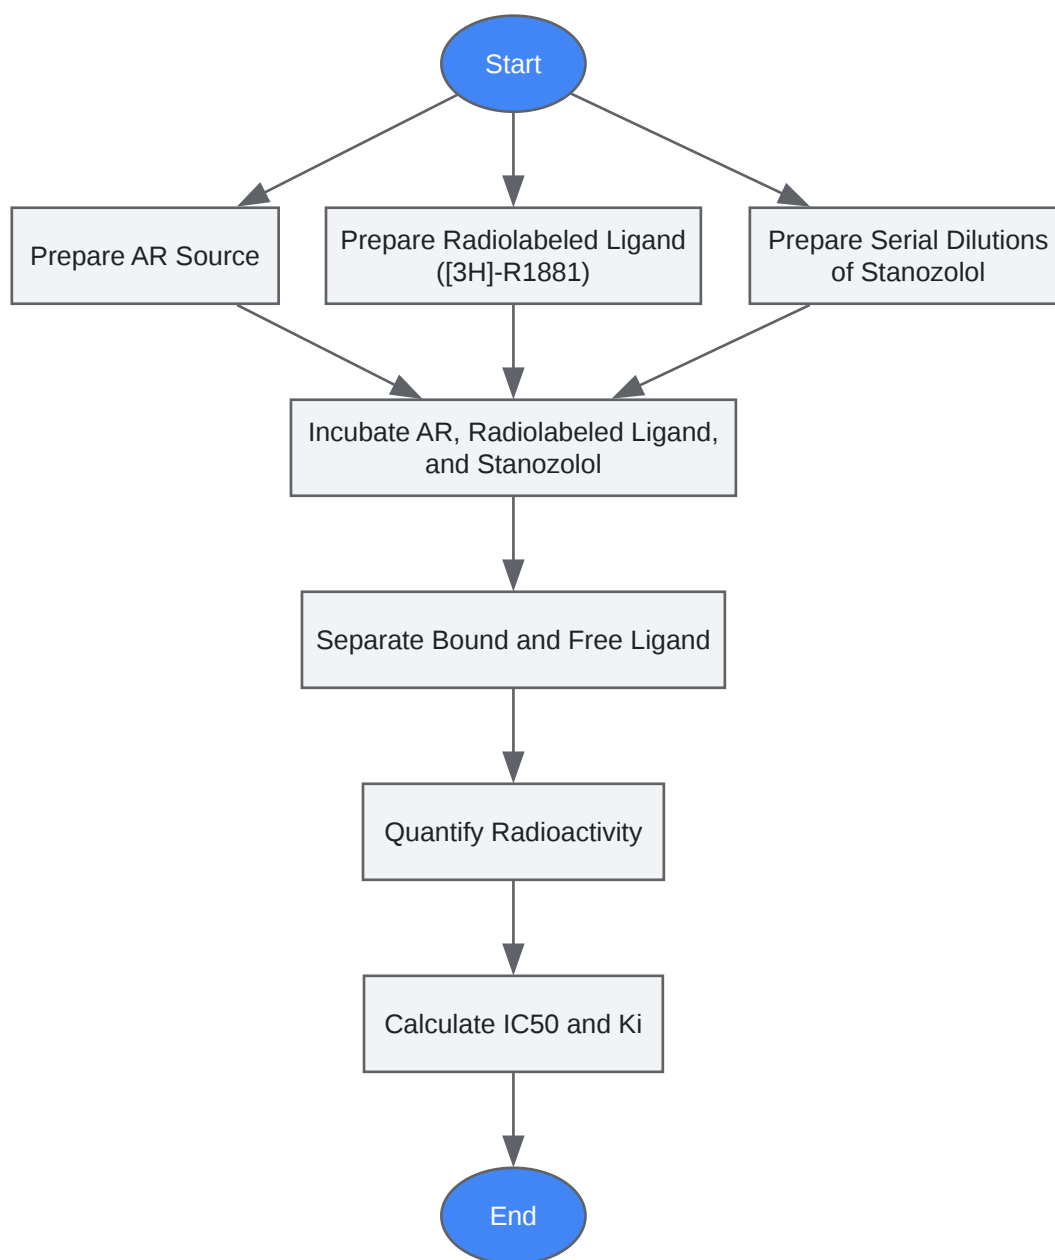 Start
Prepare AR Source
Prepare Radiolabeled Ligand
([3H]-R1881)
Prepare Serial Dilutions
of Stanozolol
Incubate AR, Radiolabeled Ligand,
and Stanozolol
Separate Bound and Free Ligand
Quantify Radioactivity
Calculate IC50 and Ki
End